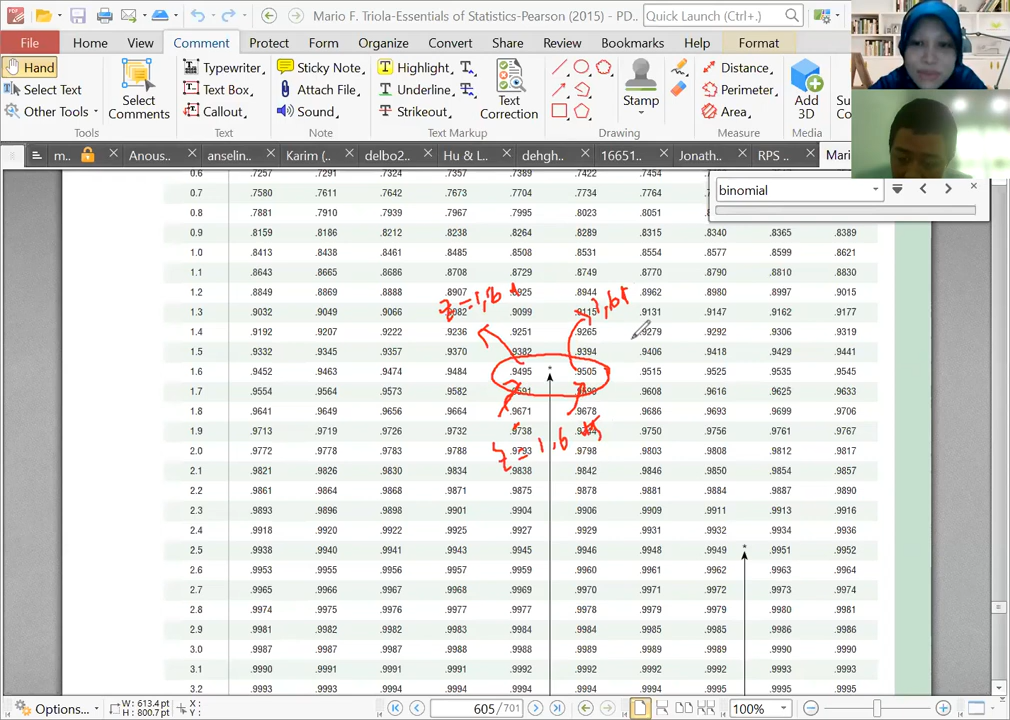 Mario F. Triola-Essentials of Statistics-Pearson (2015) - PD...
Quick Launch (Ctrl+.)
File Home View Comment Protect Form Organize Convert Share Review Bookmarks Help Format
Hand
Select Text
Other Tools
Select
Comments
Typewriter
Text Box
Callout
Sticky Note
Attach File
Sound
Highlight
Underline
Strikeout
Text
Correction
Stamp
Distance
Perimeter
Area
Add
3D
Tools Text Note Text Markup Drawing Measure Media
m.. Anous.. anselin.. Karim (.. delbo2.. Hu & L.. dehgh.. 16651.. Jonath.. RPS .. Mari
binomial
0.6 .7257 .7291 .7324 .7357 .7389 .7422 .7454
0.7 .7580 .7611 .7642 .7673 .7704 .7734 .7764
0.8 .7881 .7910 .7939 .7967 .7995 .8023 .8051
0.9 .8159 .8186 .8212 .8238 .8264 .8289 .8315 .8340 .8365 .8389
1.0 .8413 .8438 .8461 .8485 .8508 .8531 .8554 .8577 .8599 .8621
1.1 .8643 .8665 .8686 .8708 .8729 .8749 .8770 .8790 .8810 .8830
1.2 .8849 .8869 .8888 .8907 .8925 .8944 .8962 .8980 .8997 .9015
1.3 .9032 .9049 .9066 .9082 .9099 .9115 .9131 .9147 .9162 .9177
1.4 .9192 .9207 .9222 .9236 .9251 .9265 .9279 .9292 .9306 .9319
1.5 .9332 .9345 .9357 .9370 .9382 .9394 .9406 .9418 .9429 .9441
1.6 .9452 .9463 .9474 .9484 .9495 * .9505 .9515 .9525 .9535 .9545
1.7 .9554 .9564 .9573 .9582 .9591 .9599 .9608 .9616 .9625 .9633
1.8 .9641 .9649 .9656 .9664 .9671 .9678 .9686 .9693 .9699 .9706
1.9 .9713 .9719 .9726 .9732 .9738 .9744 .9750 .9756 .9761 .9767
z = 1,6
2.0 .9772 .9778 .9783 .9788 .9793 .9798 .9803 .9808 .9812 .9817
2.1 .9821 .9826 .9830 .9834 .9838 .9842 .9846 .9850 .9854 .9857
2.2 .9861 .9864 .9868 .9871 .9875 .9878 .9881 .9884 .9887 .9890
2.3 .9893 .9896 .9898 .9901 .9904 .9906 .9909 .9911 .9913 .9916
2.4 .9918 .9920 .9922 .9925 .9927 .9929 .9931 .9932 .9934 .9936
2.5 .9938 .9940 .9941 .9943 .9945 .9946 .9948 .9949 * .9951 .9952
2.6 .9953 .9955 .9956 .9957 .9959 .9960 .9961 .9962 .9963 .9964
2.7 .9965 .9966 .9967 .9968 .9969 .9970 .9971 .9972 .9973 .9974
2.8 .9974 .9975 .9976 .9977 .9977 .9978 .9979 .9979 .9980 .9981
2.9 .9981 .9982 .9982 .9983 .9984 .9984 .9985 .9985 .9986 .9986
3.0 .9987 .9987 .9987 .9988 .9988 .9989 .9989 .9989 .9990 .9990
3.1 .9990 .9991 .9991 .9991 .9992 .9992 .9992 .9992 .9993 .9993
3.2 .9993 .9993 .9994 .9994 .9994 .9994 .9994 .9995 .9995 .9995
Options...
W: 613.4 pt
H: 800.7 pt
X:
Y:
605 /701
100%